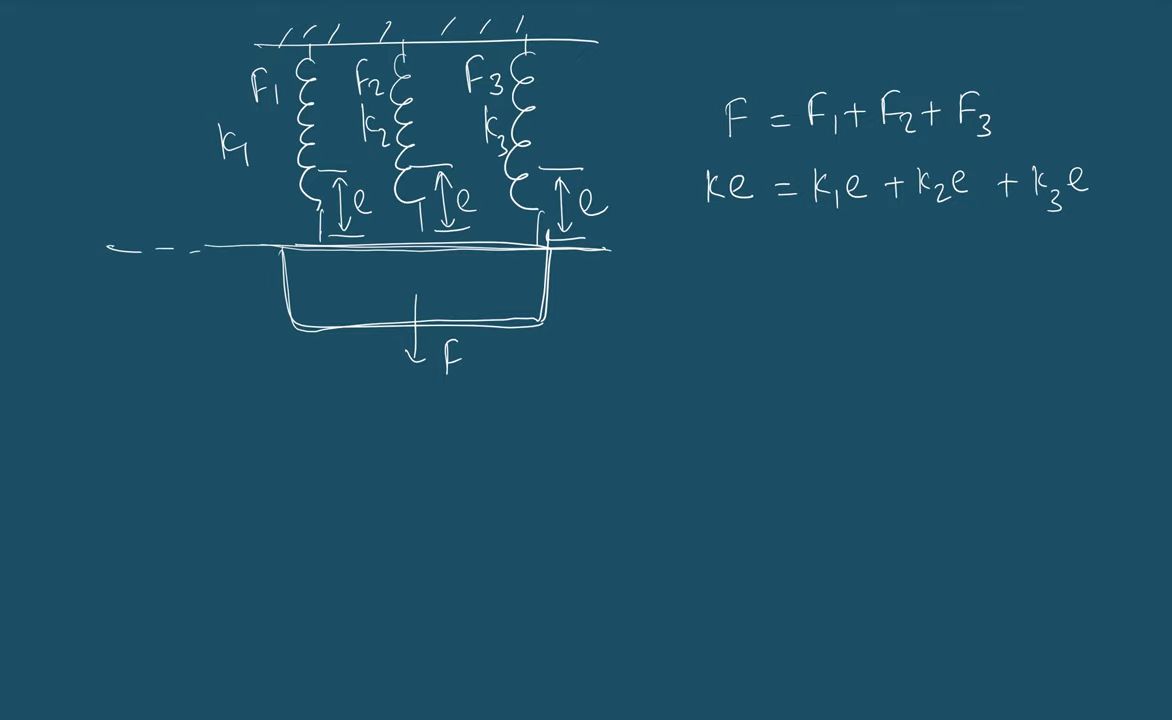 F1 F2 F3
k1 k2 k3
e e e
F
F = F1 + F2 + F3
ke = k1e + k2e + k3e